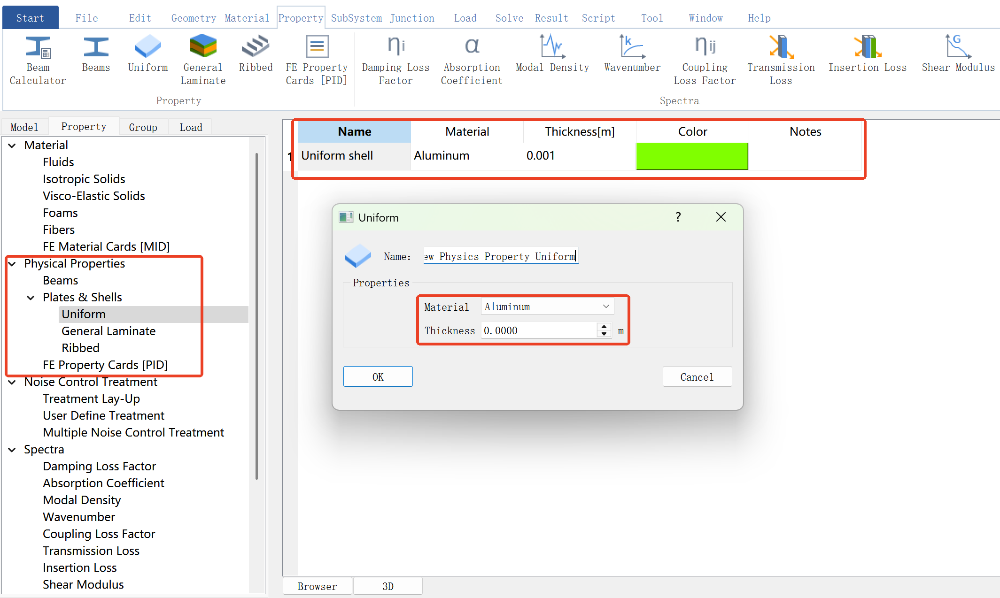 Start File Edit Geometry Material Property SubSystem Junction Load Solve Result Script Tool Window Help
Beam Calculator
Beams
Uniform
General Laminate
Ribbed
FE Property Cards [PID]
Property
ηi
Damping Loss Factor
α
Absorption Coefficient
Modal Density
k
Wavenumber
ηij
Coupling Loss Factor
Transmission Loss
Insertion Loss
G
Shear Modulus
Spectra
Model Property Group Load
Material
Fluids
Isotropic Solids
Visco-Elastic Solids
Foams
Fibers
FE Material Cards [MID]
Physical Properties
Beams
Plates & Shells
Uniform
General Laminate
Ribbed
FE Property Cards [PID]
Noise Control Treatment
Treatment Lay-Up
User Define Treatment
Multiple Noise Control Treatment
Spectra
Damping Loss Factor
Absorption Coefficient
Modal Density
Wavenumber
Coupling Loss Factor
Transmission Loss
Insertion Loss
Shear Modulus
Name Material Thickness[m] Color Notes
1 Uniform shell Aluminum 0.001
Uniform ?
Name: ew Physics Property Uniform
Properties
Material Aluminum
Thickness 0.0000 m
OK Cancel
Browser 3D